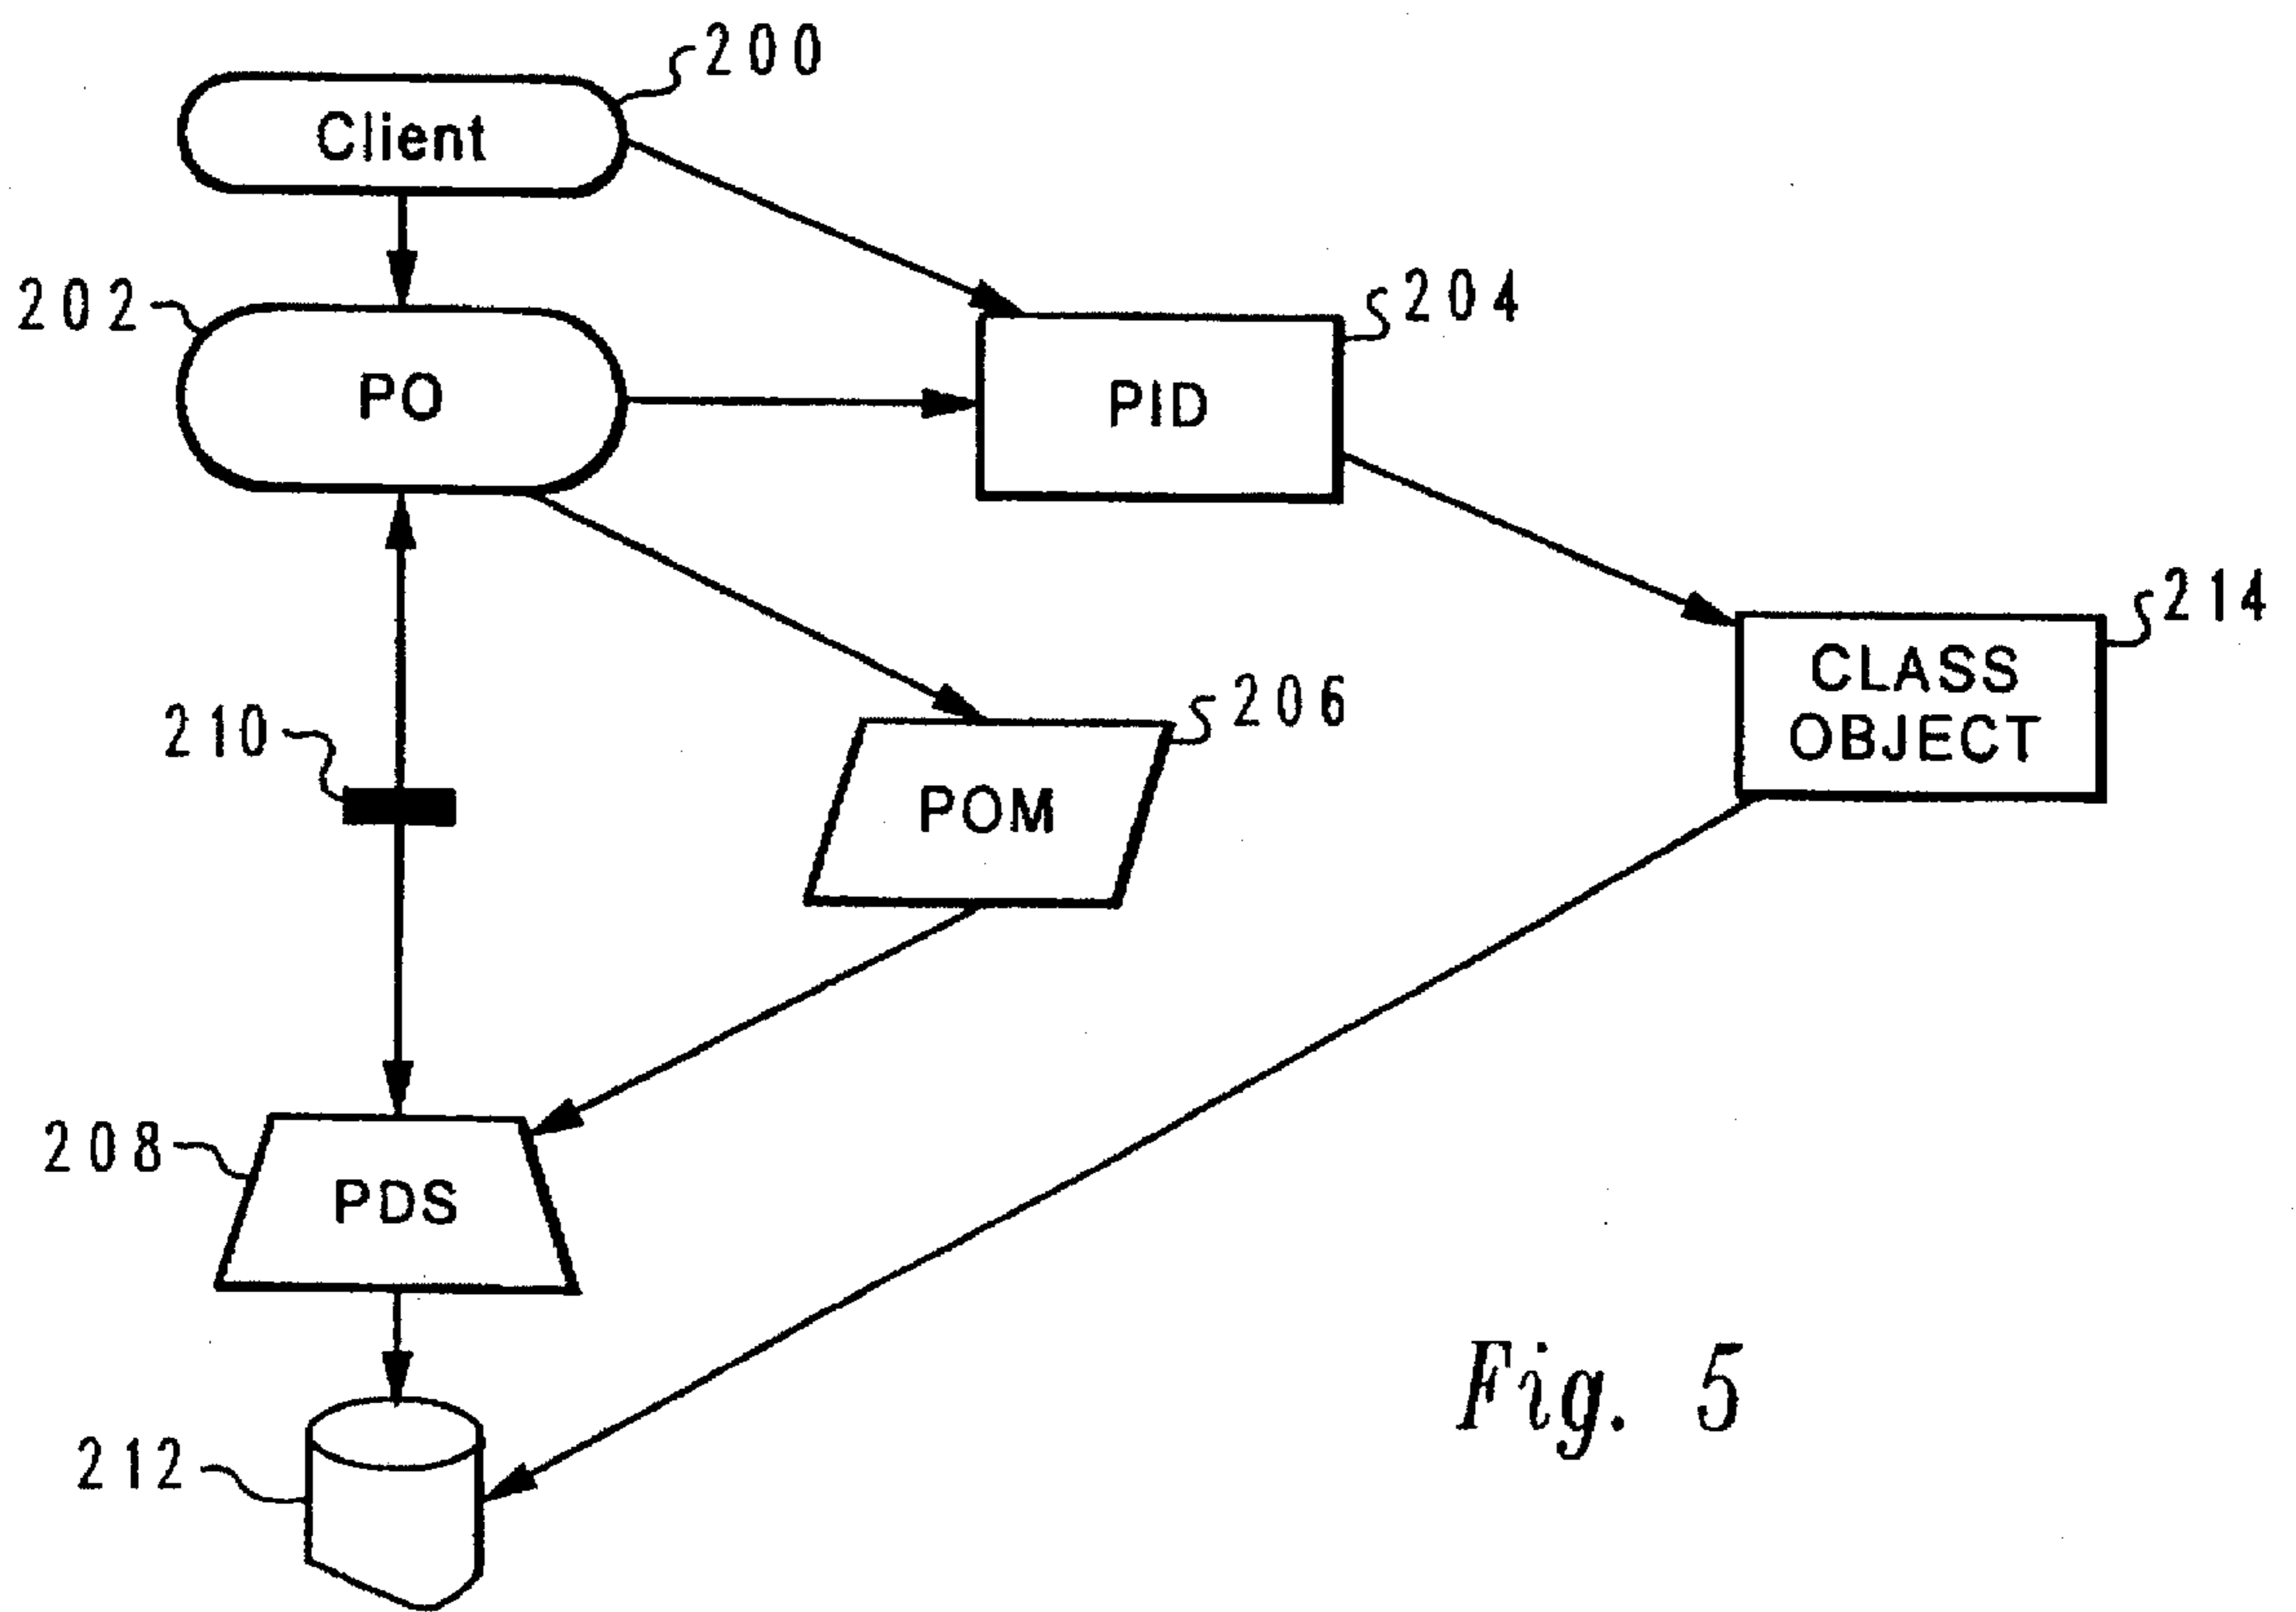 200
Client
202
204
PO
PID
214
CLASS
OBJECT
206
210
POM
208
PDS
Fig. 5
212